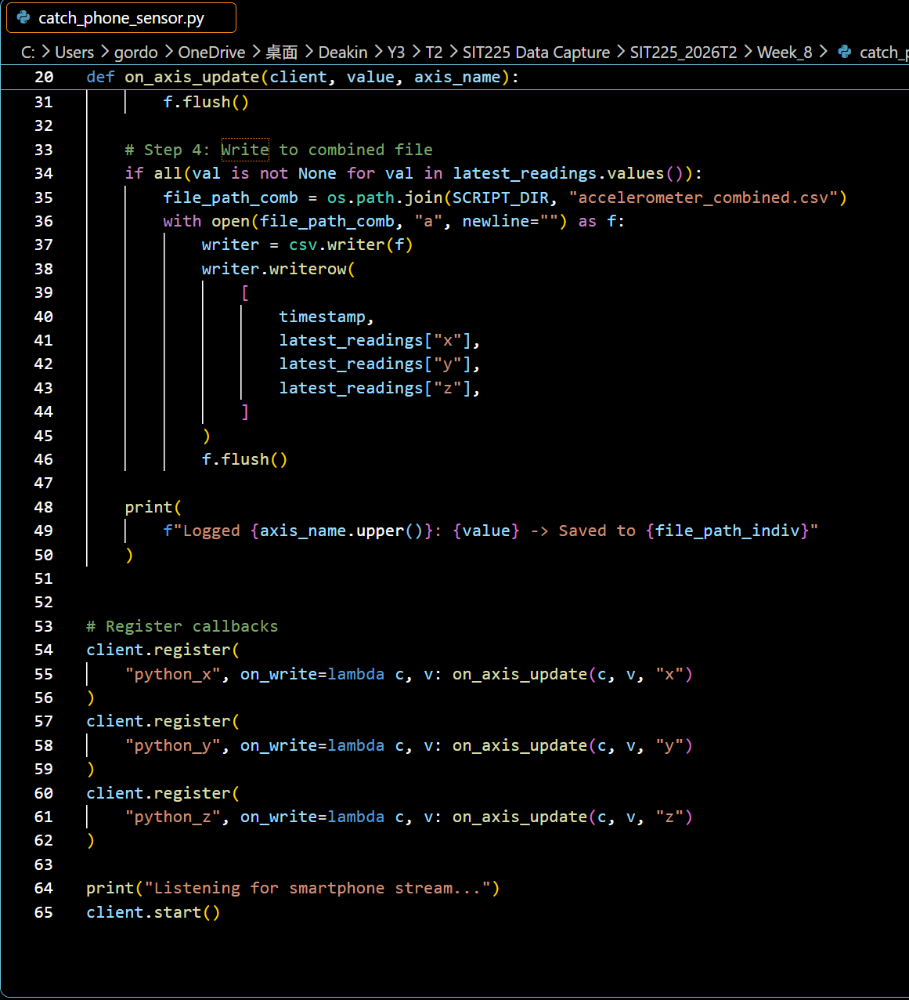 catch_phone_sensor.py
C: > Users > gordo > OneDrive > 桌面 > Deakin > Y3 > T2 > SIT225 Data Capture > SIT225_2026T2 > Week_8 > catch_p
20 def on_axis_update(client, value, axis_name):
31         f.flush()
32
33     # Step 4: Write to combined file
34     if all(val is not None for val in latest_readings.values()):
35         file_path_comb = os.path.join(SCRIPT_DIR, "accelerometer_combined.csv")
36         with open(file_path_comb, "a", newline="") as f:
37             writer = csv.writer(f)
38             writer.writerow(
39                 [
40                     timestamp,
41                     latest_readings["x"],
42                     latest_readings["y"],
43                     latest_readings["z"],
44                 ]
45             )
46             f.flush()
47
48     print(
49         f"Logged {axis_name.upper()}: {value} -> Saved to {file_path_indiv}"
50     )
51
52
53 # Register callbacks
54 client.register(
55     "python_x", on_write=lambda c, v: on_axis_update(c, v, "x")
56 )
57 client.register(
58     "python_y", on_write=lambda c, v: on_axis_update(c, v, "y")
59 )
60 client.register(
61     "python_z", on_write=lambda c, v: on_axis_update(c, v, "z")
62 )
63
64 print("Listening for smartphone stream...")
65 client.start()